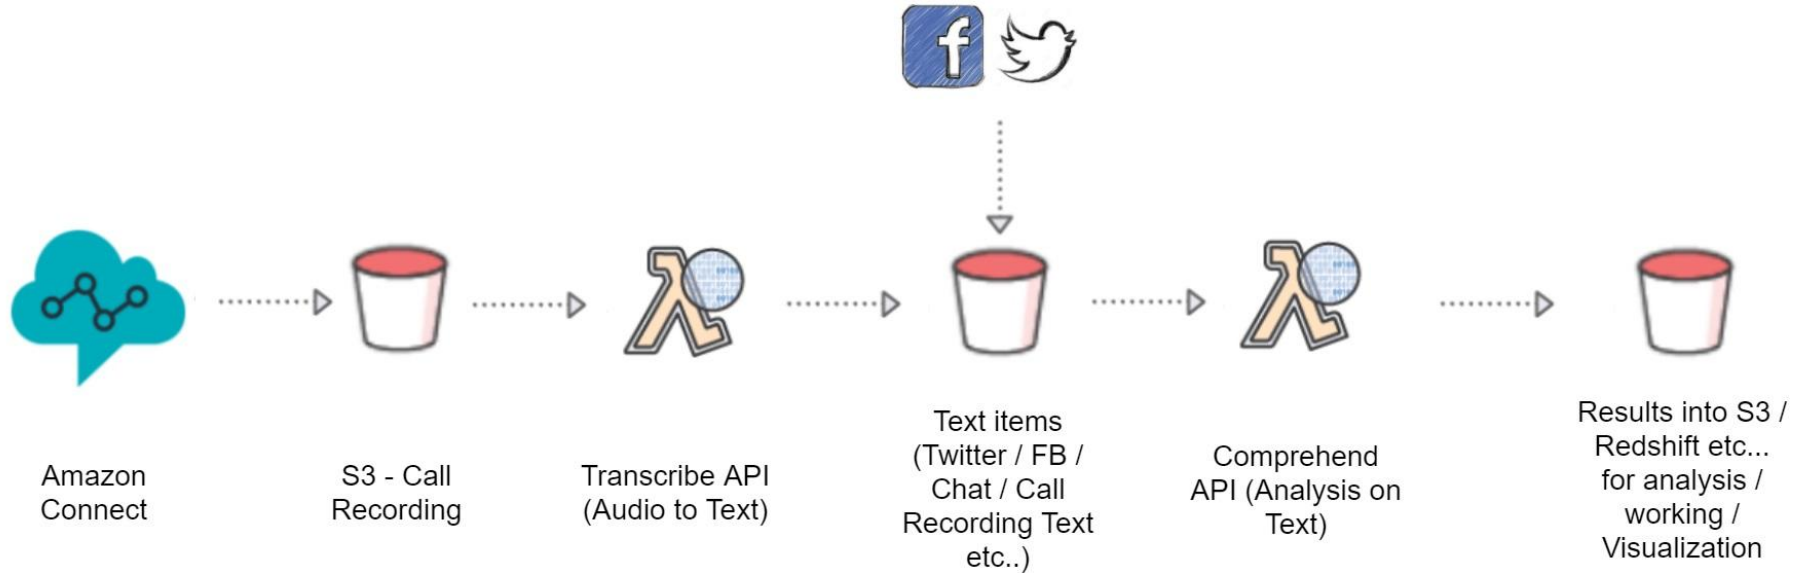 Amazon
Connect
S3 - Call
Recording
Transcribe API
(Audio to Text)
Text items
(Twitter / FB /
Chat / Call
Recording Text
etc..)
Comprehend
API (Analysis on
Text)
Results into S3 /
Redshift etc...
for analysis /
working /
Visualization